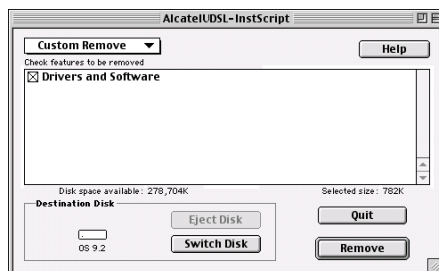 AlcatelUDSL-InstScript
Custom Remove
Help
Check features to be removed
Drivers and Software
Disk space available: 278,704K
Selected size: 782K
Destination Disk
Eject Disk
Quit
OS 9.2
Switch Disk
Remove